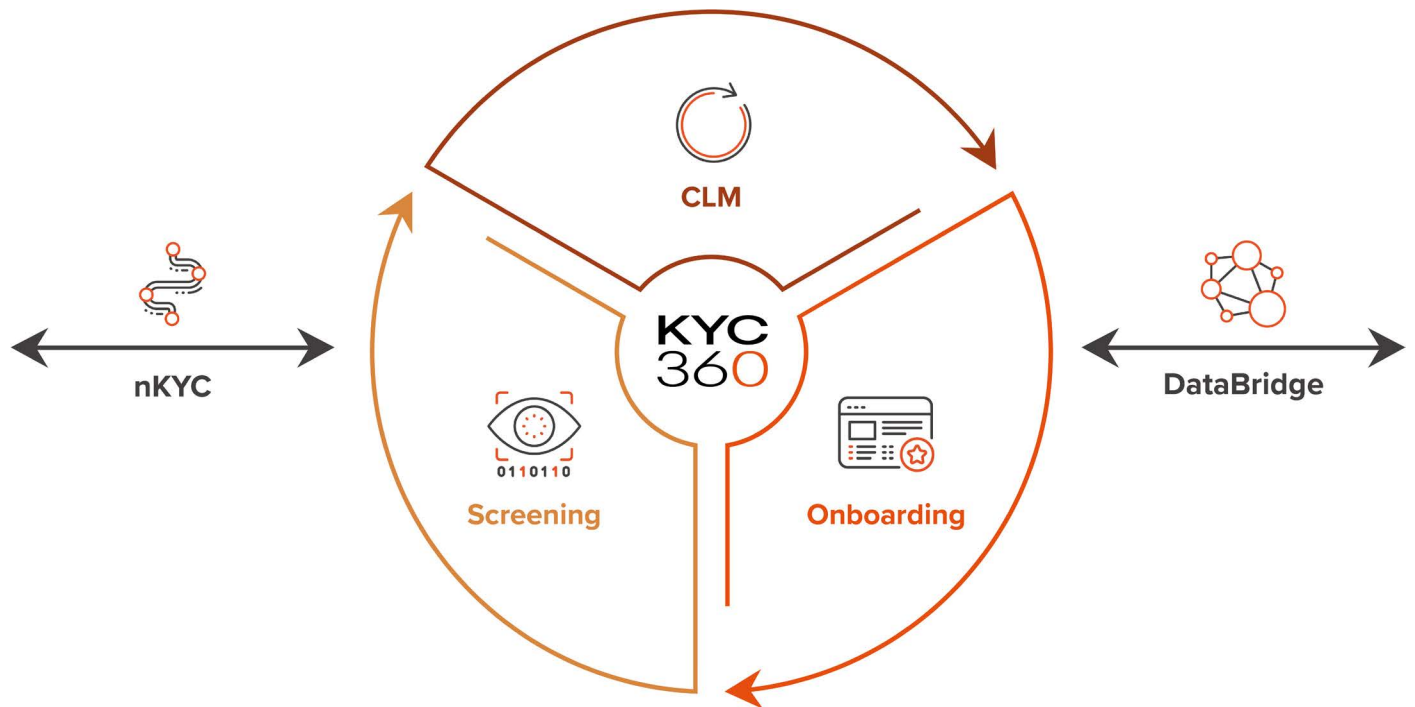 CLM
nKYC
KYC
360
DataBridge
0110110
Screening
Onboarding